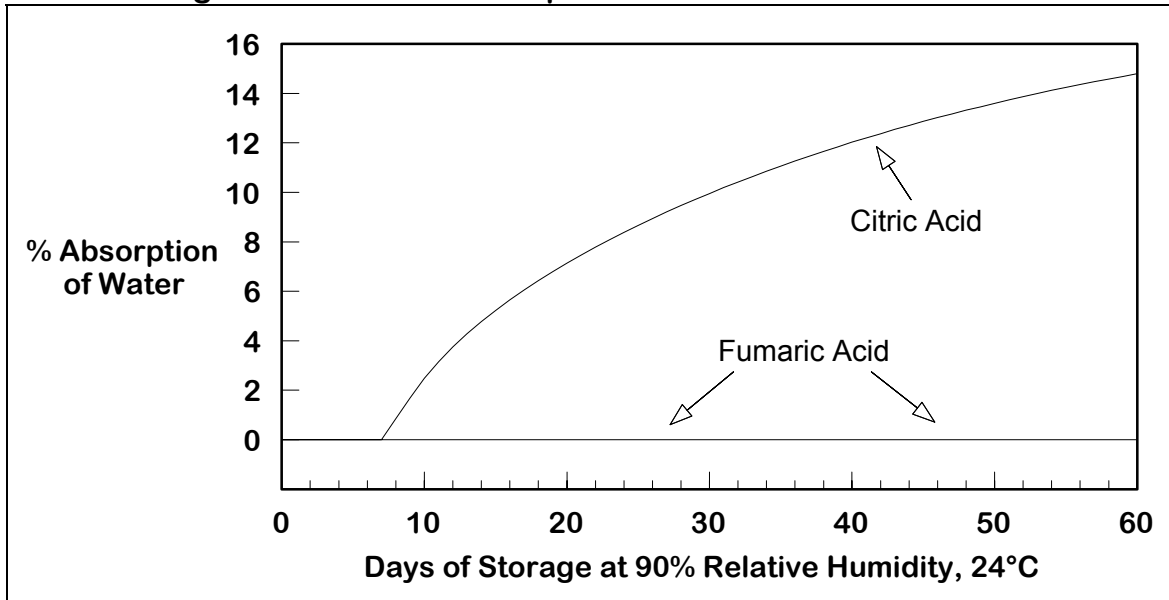 16
14
12
10
8
6
4
2
0
% Absorption
of Water
Citric Acid
Fumaric Acid
0 10 20 30 40 50 60
Days of Storage at 90% Relative Humidity, 24°C